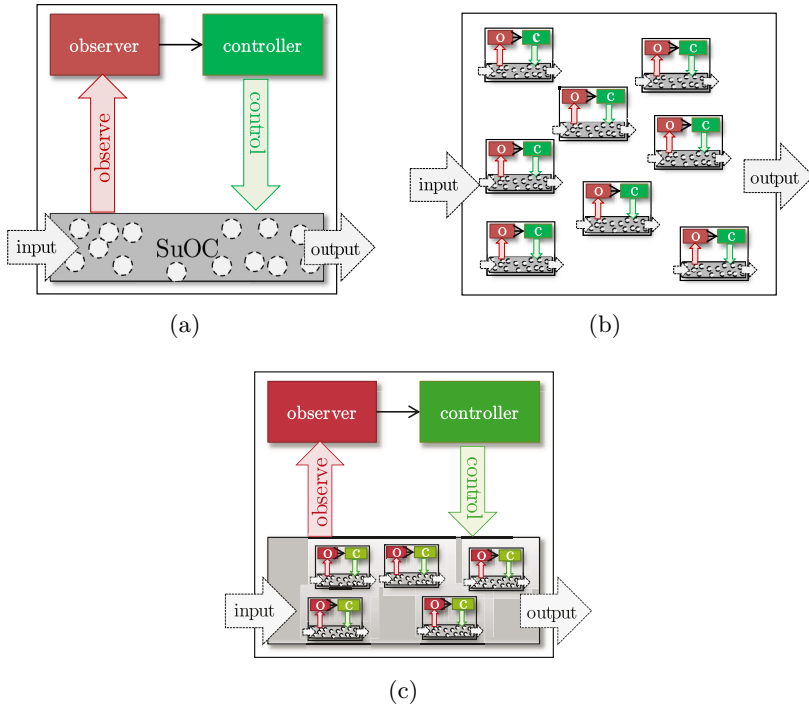 observer
controller
observe
control
input
SuOC
output
(a)
O C
O C
O C
O C
O C
O C
O C
O C
input
output
(b)
observer
controller
observe
control
O C
O C
O C
O C
O C
input
output
(c)